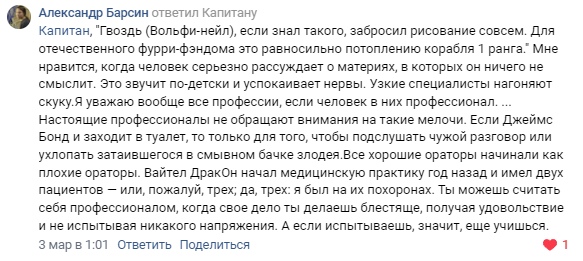 Александр Барсин ответил Капитану
Капитан, "Гвоздь (Вольфи-нейл), если знал такого, забросил рисование совсем. Для
отечественного фурри-фэндома это равносильно потоплению корабля 1 ранга." Мне
нравится, когда человек серьезно рассуждает о материях, в которых он ничего не
смыслит. Это звучит по-детски и успокаивает нервы. Узкие специалисты нагоняют
скуку.Я уважаю вообще все профессии, если человек в них профессионал. ...
Настоящие профессионалы не обращают внимания на такие мелочи. Если Джеймс
Бонд и заходит в туалет, то только для того, чтобы подслушать чужой разговор или
ухлопать затаившегося в смывном бачке злодея.Все хорошие ораторы начинали как
плохие ораторы. Вайтел ДракОн начал медицинскую практику год назад и имел двух
пациентов — или, пожалуй, трех; да, трех: я был на их похоронах. Ты можешь считать
себя профессионалом, когда свое дело ты делаешь блестяще, получая удовольствие
и не испытывая никакого напряжения. А если испытываешь, значит, еще учишься.
3 мар в 1:01 Ответить Поделиться 1